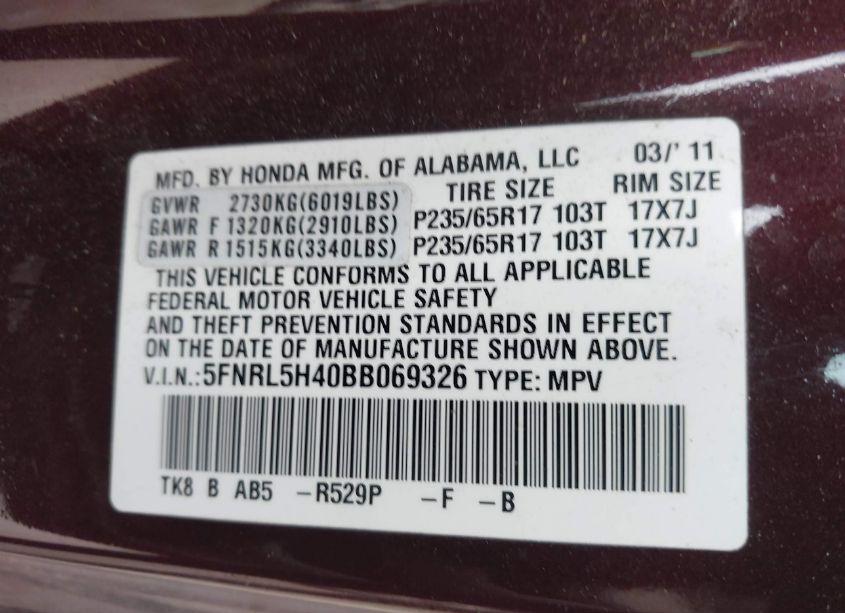 MFD. BY HONDA MFG. OF ALABAMA, LLC 03/' 11
GVWR 2730KG(6019LBS) TIRE SIZE RIM SIZE
GAWR F 1320KG(2910LBS) P235/65R17 103T 17X7J
GAWR R 1515KG(3340LBS) P235/65R17 103T 17X7J
THIS VEHICLE CONFORMS TO ALL APPLICABLE
FEDERAL MOTOR VEHICLE SAFETY
AND THEFT PREVENTION STANDARDS IN EFFECT
ON THE DATE OF MANUFACTURE SHOWN ABOVE.
V.I.N.:5FNRL5H40BB069326 TYPE: MPV
TK8 B AB5 -R529P -F -B